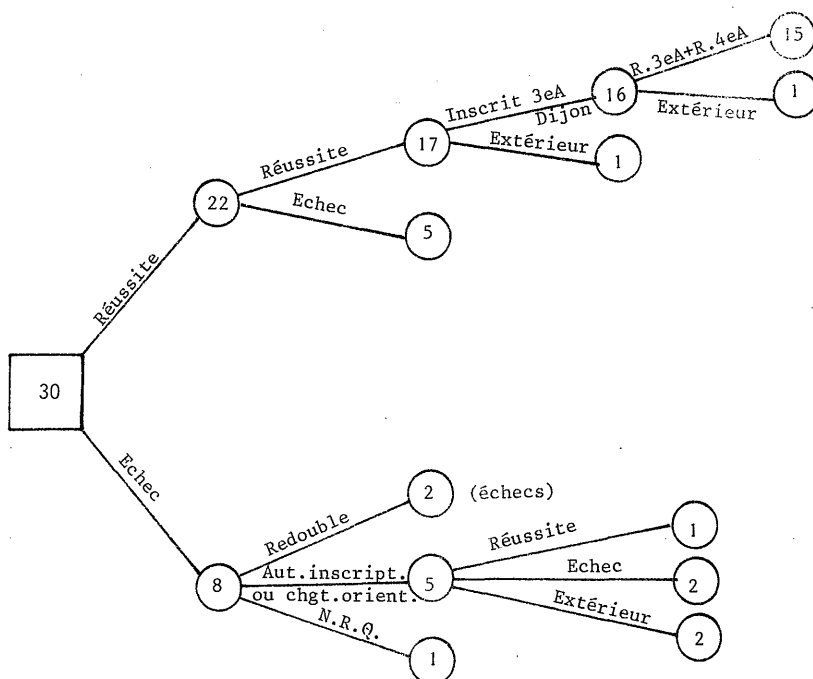 R.3eA+R.4eA
15
Inscrit 3eA
Dijon
16
Extérieur
1
Réussite
17
Extérieur
1
22
Echec
5
Réussite
30
Echec
Redouble
2
(échecs)
8
Aut.inscript.
ou chgt.orient.
5
Réussite
1
Echec
2
Extérieur
2
N.R.Q.
1